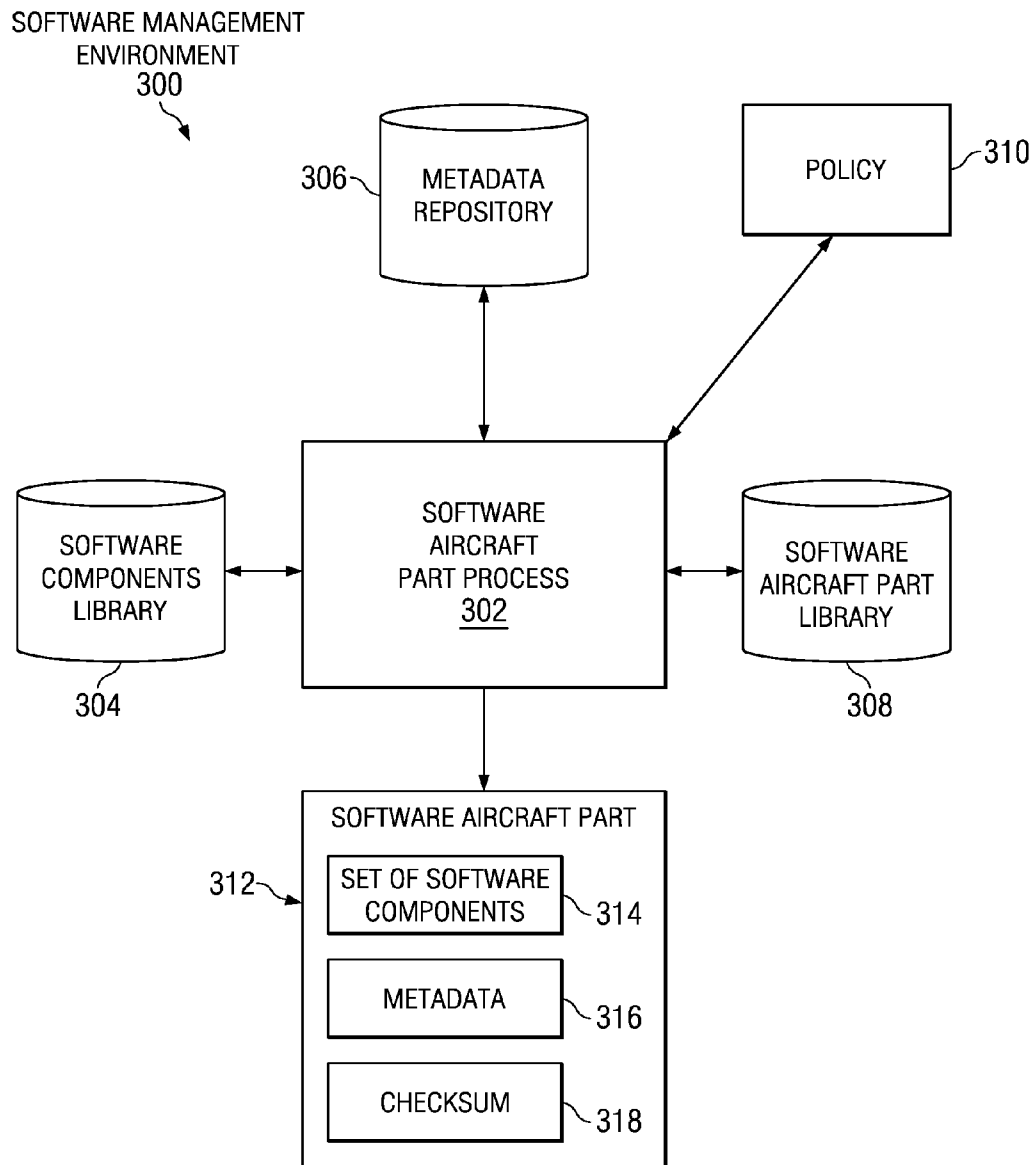 SOFTWARE MANAGEMENT
ENVIRONMENT
300
306
METADATA
REPOSITORY
POLICY
310
SOFTWARE
COMPONENTS
LIBRARY
304
SOFTWARE
AIRCRAFT
PART PROCESS
302
SOFTWARE
AIRCRAFT PART
LIBRARY
308
SOFTWARE AIRCRAFT PART
312
SET OF SOFTWARE
COMPONENTS
314
METADATA
316
CHECKSUM
318